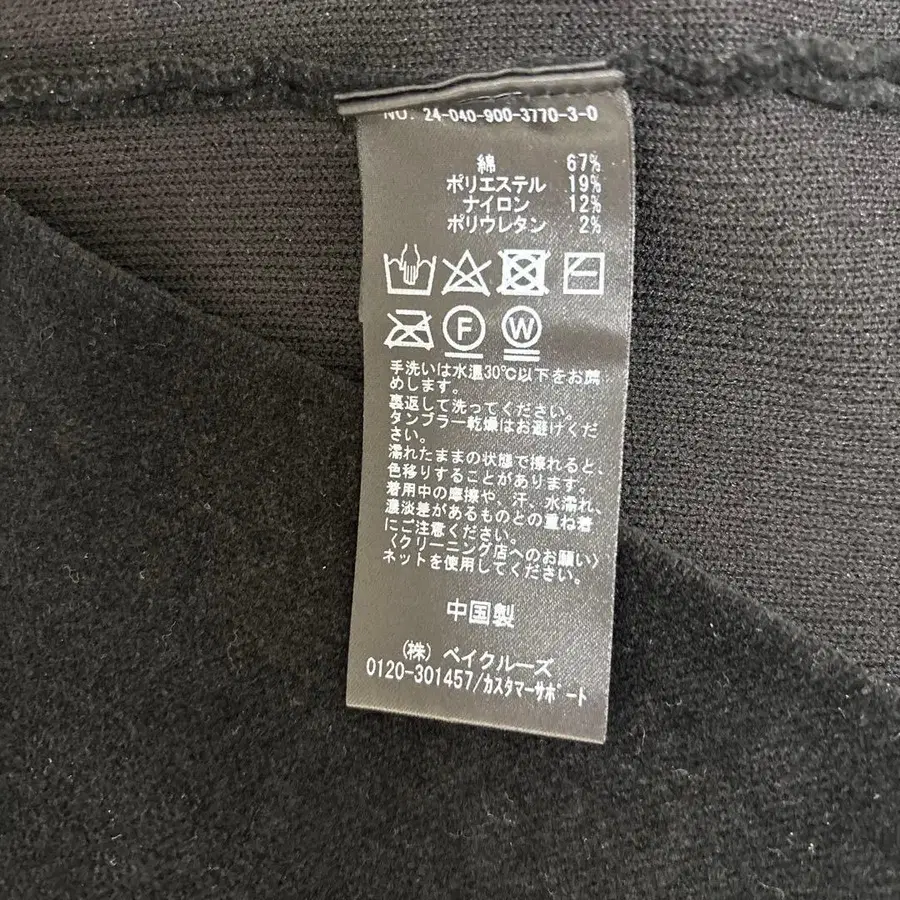 NO. 24-040-900-3770-3-0
綿 67%
ポリエステル 19%
ナイロン 12%
ポリウレタン 2%
F W
手洗いは水温30℃以下をお薦
めします。
裏返して洗ってください。
タンブラー乾燥はお避けくだ
さい。
濡れたままの状態で擦れると、
色移りすることがあります。
着用中の摩擦や、汗、水濡れ、
濃淡差があるものとの重ね着
にご注意ください。
〈クリーニング店へのお願い〉
ネットを使用してください。
中国製
(株) ベイクルーズ
0120-301457/カスタマーサポート